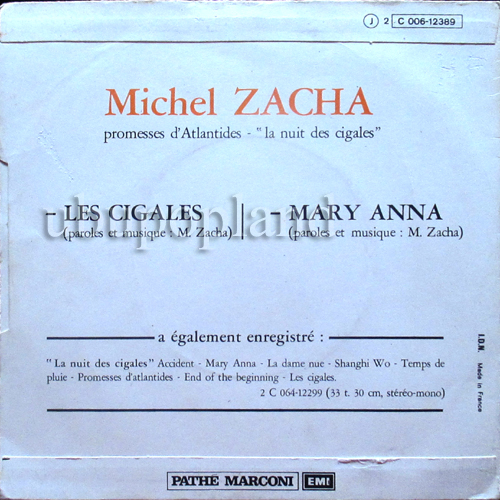 J 2 C 006-12389
Michel ZACHA
promesses d'Atlantides - "la nuit des cigales"
- LES CIGALES
(paroles et musique : M. Zacha)
- MARY ANNA
(paroles et musique : M. Zacha)
a également enregistré :
"La nuit des cigales" Accident - Mary Anna - La dame nue - Shanghi Wo - Temps de
pluie - Promesses d'atlantides - End of the beginning - Les cigales.
2 C 064-12299 (33 t. 30 cm, stéréo-mono)
I.D.N. Made in France
PATHE MARCONI EMI